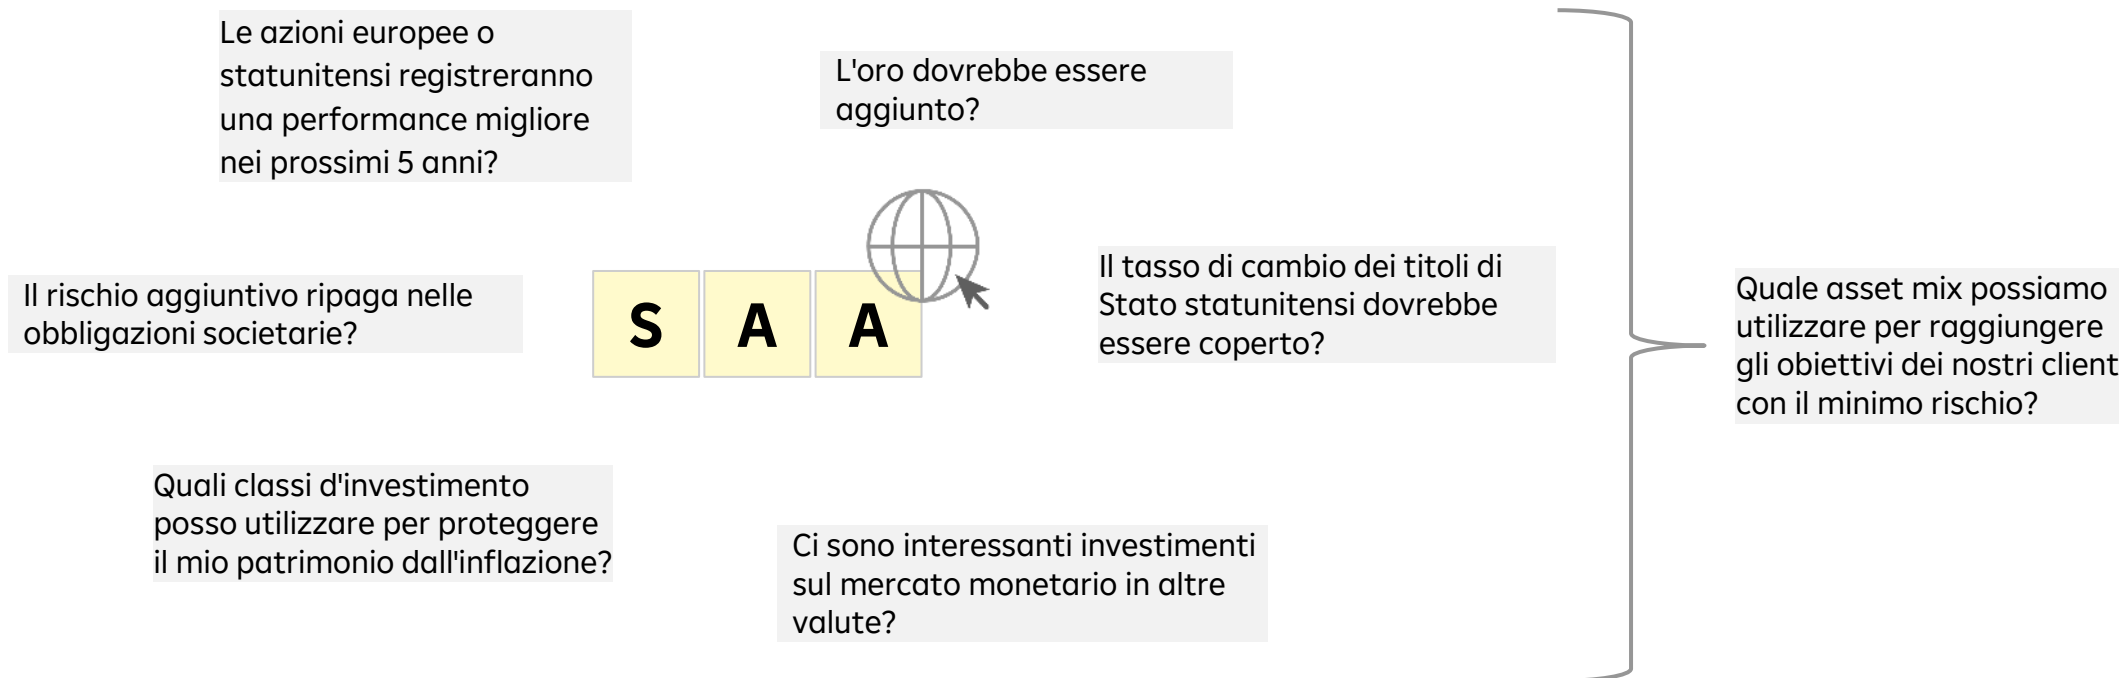 Le azioni europee o
statunitensi registreranno
una performance migliore
nei prossimi 5 anni?
L'oro dovrebbe essere
aggiunto?
Il rischio aggiuntivo ripaga nelle
obbligazioni societarie?
S A A
Il tasso di cambio dei titoli di
Stato statunitensi dovrebbe
essere coperto?
Quali classi d'investimento
posso utilizzare per proteggere
il mio patrimonio dall'inflazione?
Ci sono interessanti investimenti
sul mercato monetario in altre
valute?
Quale asset mix possiamo
utilizzare per raggiungere
gli obiettivi dei nostri client
con il minimo rischio?